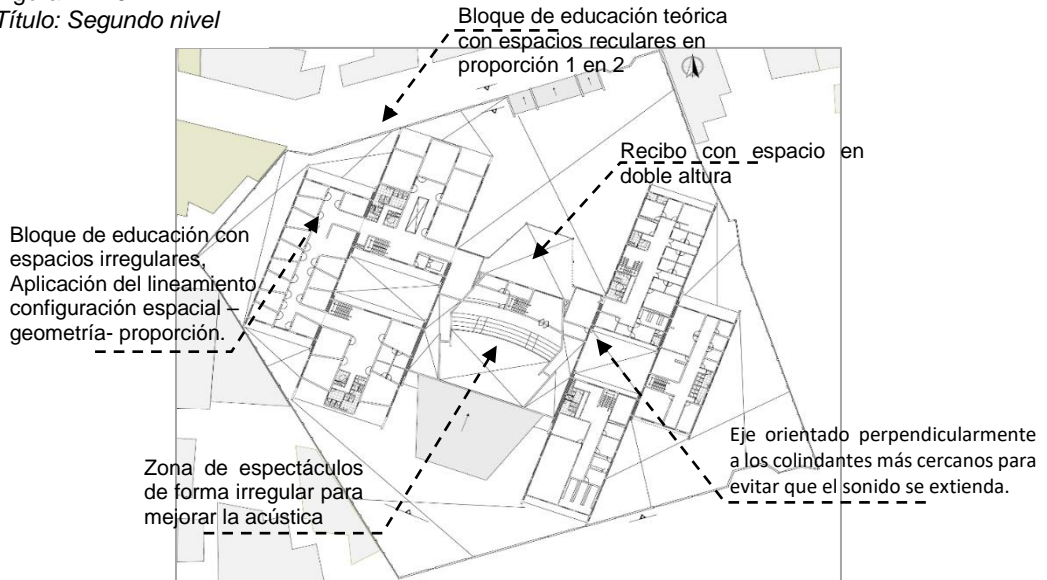 Título: Segundo nivel
Bloque de educación teórica
con espacios reculares en
proporción 1 en 2
Recibo con espacio en
doble altura
Bloque de educación con
espacios irregulares,
Aplicación del lineamiento
configuración espacial –
geometría- proporción.
Eje orientado perpendicularmente
a los colindantes más cercanos para
evitar que el sonido se extienda.
Zona de espectáculos
de forma irregular para
mejorar la acústica